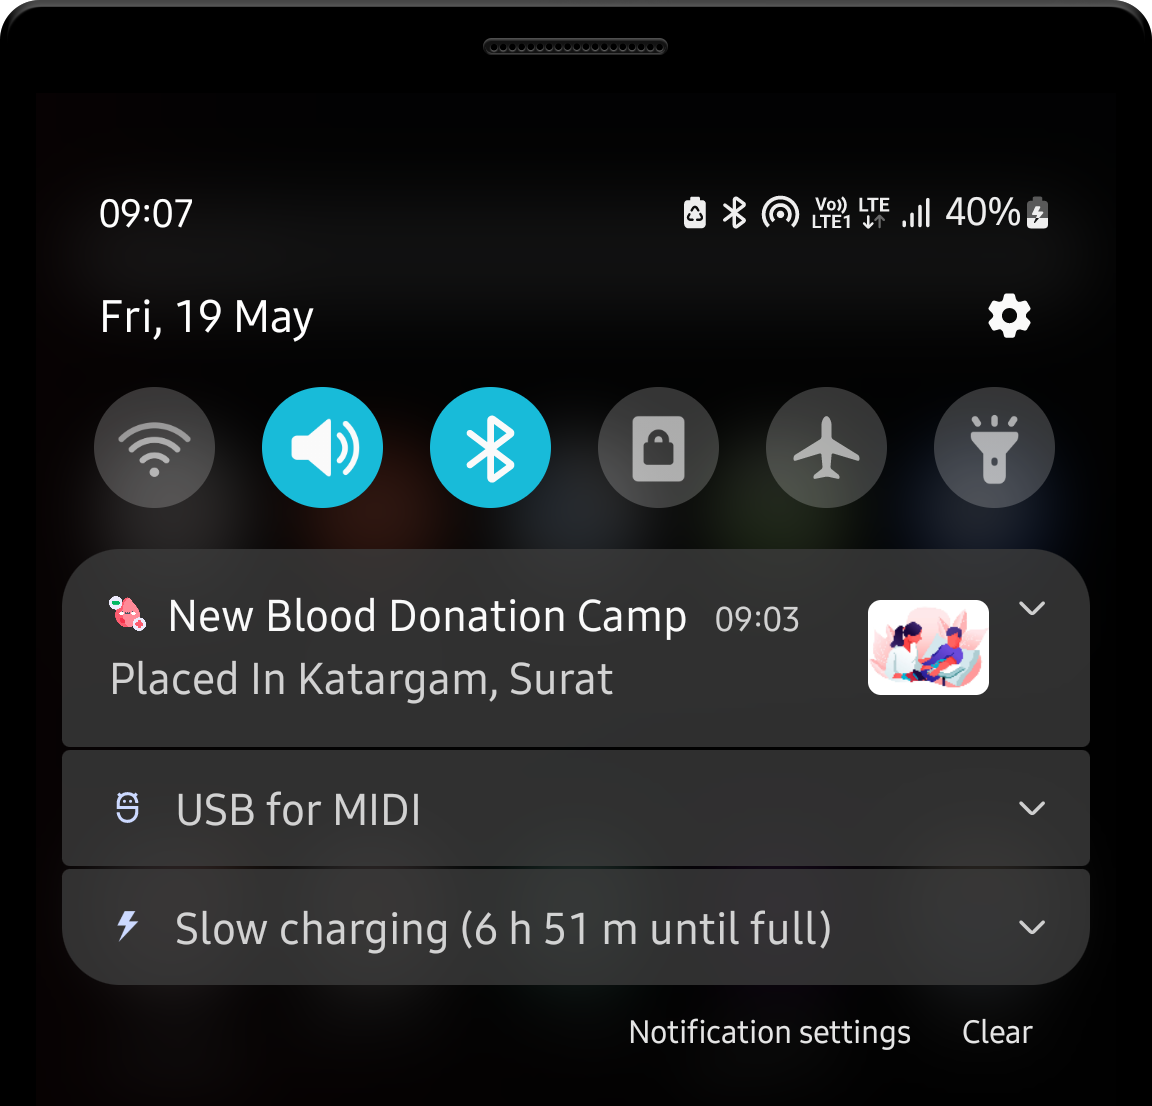 09:07 Vo)) LTE1 LTE 40%
Fri, 19 May
New Blood Donation Camp 09:03
Placed In Katargam, Surat
USB for MIDI
Slow charging (6 h 51 m until full)
Notification settings Clear